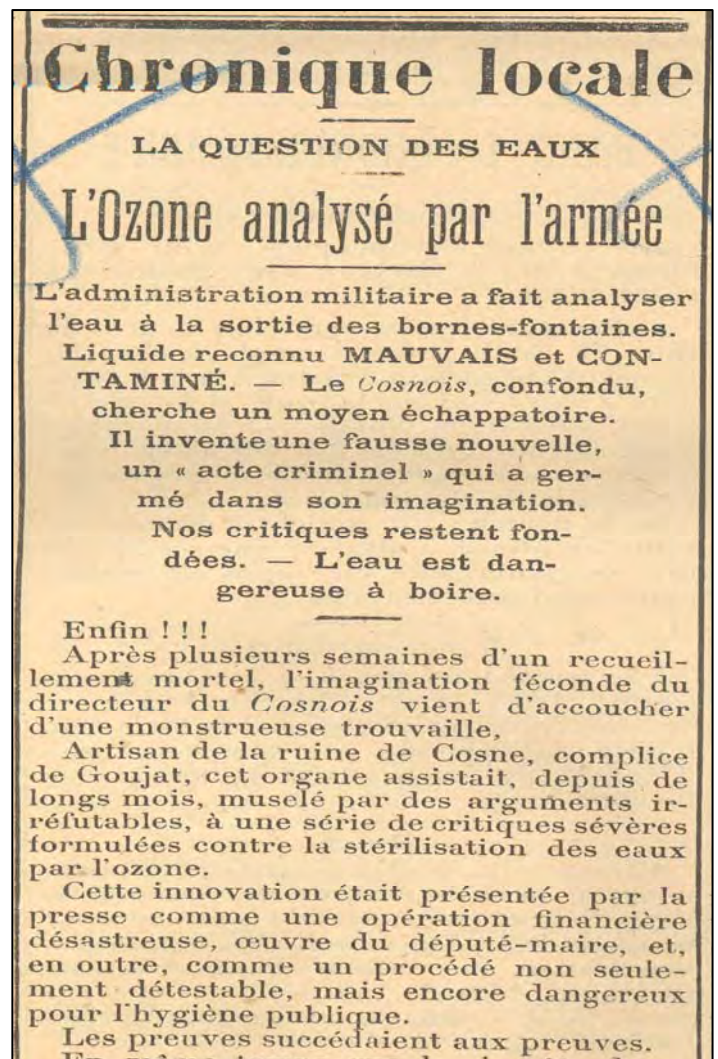 Chronique locale
LA QUESTION DES EAUX
L'Ozone analysé par l'armée
L'administration militaire a fait analyser
l'eau à la sortie des bornes-fontaines.
Liquide reconnu MAUVAIS et CON-
TAMINÉ. — Le Cosnois, confondu,
cherche un moyen échappatoire.
Il invente une fausse nouvelle,
un « acte criminel » qui a ger-
mé dans son imagination.
Nos critiques restent fon-
dées. — L'eau est dan-
gereuse à boire.
Enfin ! ! !
Après plusieurs semaines d'un recueil-
lement mortel, l'imagination féconde du
directeur du Cosnois vient d'accoucher
d'une monstrueuse trouvaille,
Artisan de la ruine de Cosne, complice
de Goujat, cet organe assistait, depuis de
longs mois, muselé par des arguments ir-
réfutables, à une série de critiques sévères
formulées contre la stérilisation des eaux
par l'ozone.
Cette innovation était présentée par la
presse comme une opération financière
désastreuse, œuvre du député-maire, et,
en outre, comme un procédé non seule-
ment détestable, mais encore dangereux
pour l'hygiène publique.
Les preuves succédaient aux preuves.